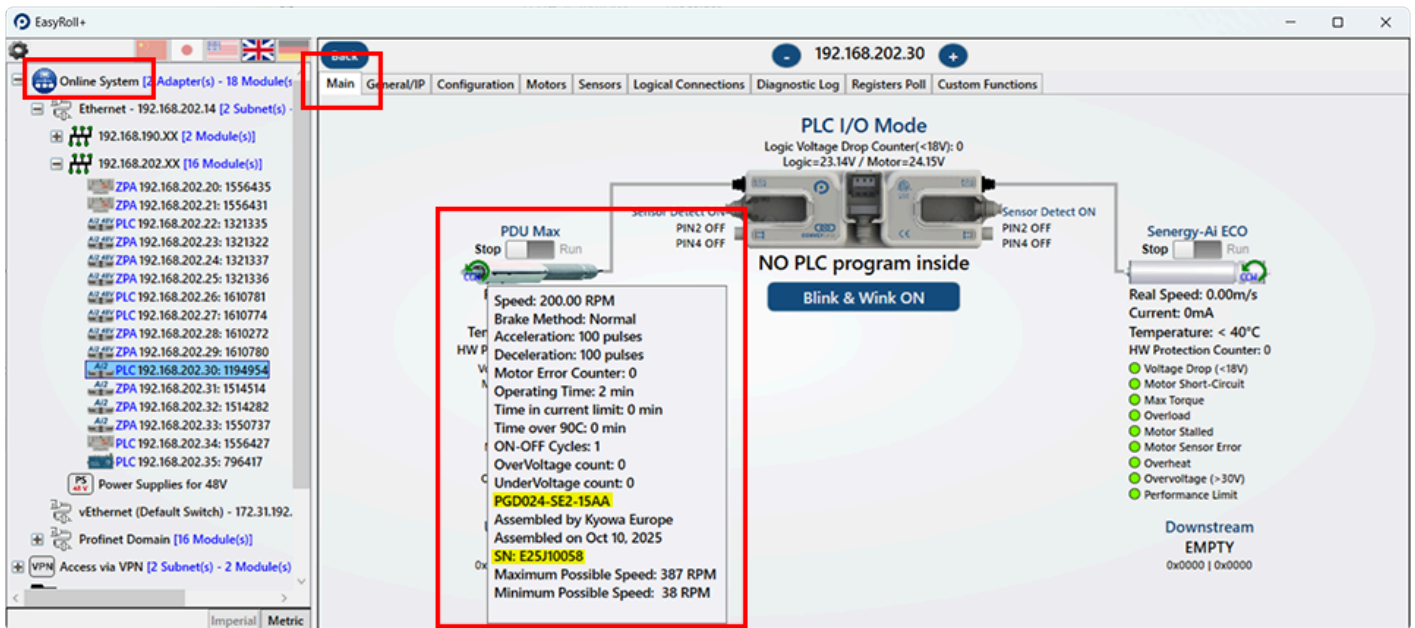 EasyRoll+
Online System [2 Adapter(s) - 18 Module(s
Ethernet - 192.168.202.14 [2 Subnet(s) -
192.168.190.XX [2 Module(s)]
192.168.202.XX [16 Module(s)]
ZPA 192.168.202.20: 1556435
ZPA 192.168.202.21: 1556431
PLC 192.168.202.22: 1321335
ZPA 192.168.202.23: 1321322
ZPA 192.168.202.24: 1321337
ZPA 192.168.202.25: 1321336
PLC 192.168.202.26: 1610781
PLC 192.168.202.27: 1610774
ZPA 192.168.202.28: 1610272
ZPA 192.168.202.29: 1610780
PLC 192.168.202.30: 1194954
ZPA 192.168.202.31: 1514514
ZPA 192.168.202.32: 1514282
ZPA 192.168.202.33: 1550737
PLC 192.168.202.34: 1556427
PLC 192.168.202.35: 796417
PS 48 V Power Supplies for 48V
vEthernet (Default Switch) - 172.31.192.
Profinet Domain [16 Module(s)]
VPN Access via VPN [2 Subnet(s) - 2 Module(s)
Imperial Metric
Back
- 192.168.202.30 +
Main General/IP Configuration Motors Sensors Logical Connections Diagnostic Log Registers Poll Custom Functions
PLC I/O Mode
Logic Voltage Drop Counter(<18V): 0
Logic=23.14V / Motor=24.15V
Sensor Detect ON
PIN2 OFF
PIN4 OFF
Sensor Detect ON
PIN2 OFF
PIN4 OFF
NO PLC program inside
Blink & Wink ON
PDU Max
Stop Run
CCW
Speed: 200.00 RPM
Brake Method: Normal
Acceleration: 100 pulses
Deceleration: 100 pulses
Motor Error Counter: 0
Operating Time: 2 min
Time in current limit: 0 min
Time over 90C: 0 min
ON-OFF Cycles: 1
OverVoltage count: 0
UnderVoltage count: 0
PGD024-SE2-15AA
Assembled by Kyowa Europe
Assembled on Oct 10, 2025
SN: E25J10058
Maximum Possible Speed: 387 RPM
Minimum Possible Speed: 38 RPM
Ter
HW P
0x
Senergy-Ai ECO
Stop Run
CCW
Real Speed: 0.00m/s
Current: 0mA
Temperature: < 40°C
HW Protection Counter: 0
Voltage Drop (<18V)
Motor Short-Circuit
Max Torque
Overload
Motor Stalled
Motor Sensor Error
Overheat
Overvoltage (>30V)
Performance Limit
Downstream
EMPTY
0x0000 | 0x0000